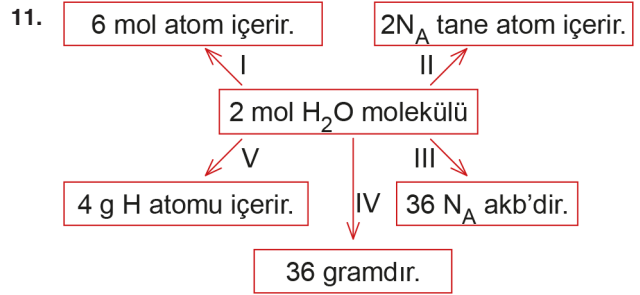 11.
6 mol atom içerir.
2N_A tane atom içerir.
I
II
2 mol H₂O molekülü
V
III
4 g H atomu içerir.
IV
36 N_A akb'dir.
36 gramdır.